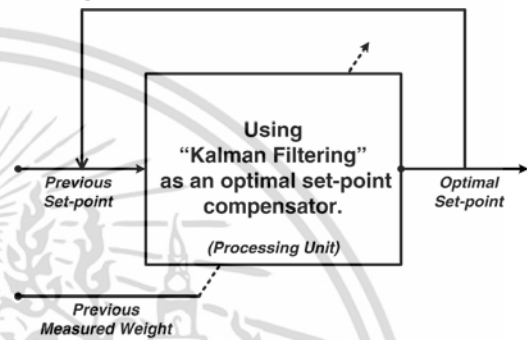 Using
“Kalman Filtering”
as an optimal set-point
compensator.
(Processing Unit)
Previous
Set-point
Optimal
Set-point
Previous
Measured Weight